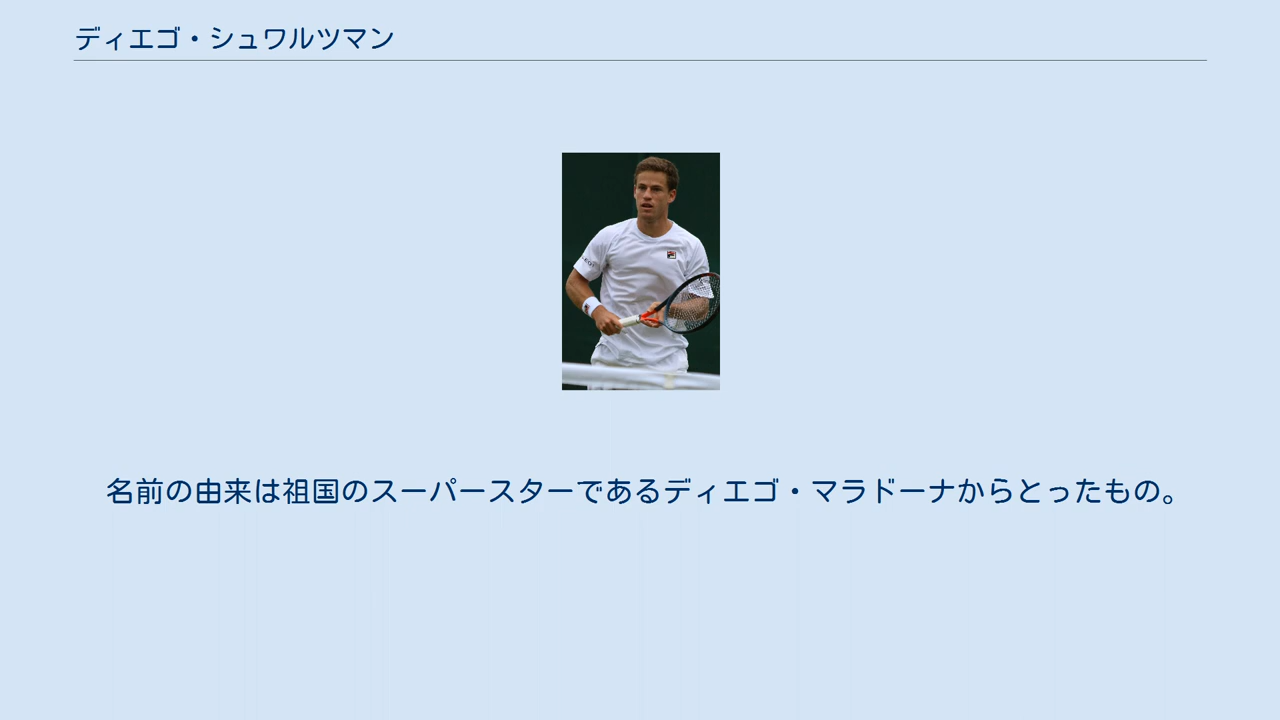 ディエゴ・シュワルツマン
名前の由来は祖国のスーパースターであるディエゴ・マラドーナからとったもの。